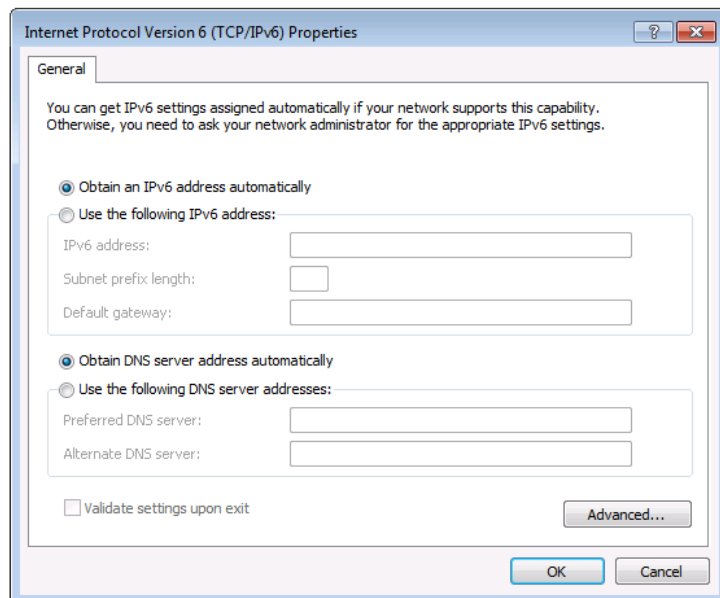 Internet Protocol Version 6 (TCP/IPv6) Properties
?
General
You can get IPv6 settings assigned automatically if your network supports this capability.
Otherwise, you need to ask your network administrator for the appropriate IPv6 settings.
Obtain an IPv6 address automatically
Use the following IPv6 address:
IPv6 address:
Subnet prefix length:
Default gateway:
Obtain DNS server address automatically
Use the following DNS server addresses:
Preferred DNS server:
Alternate DNS server:
Validate settings upon exit
Advanced...
OK Cancel